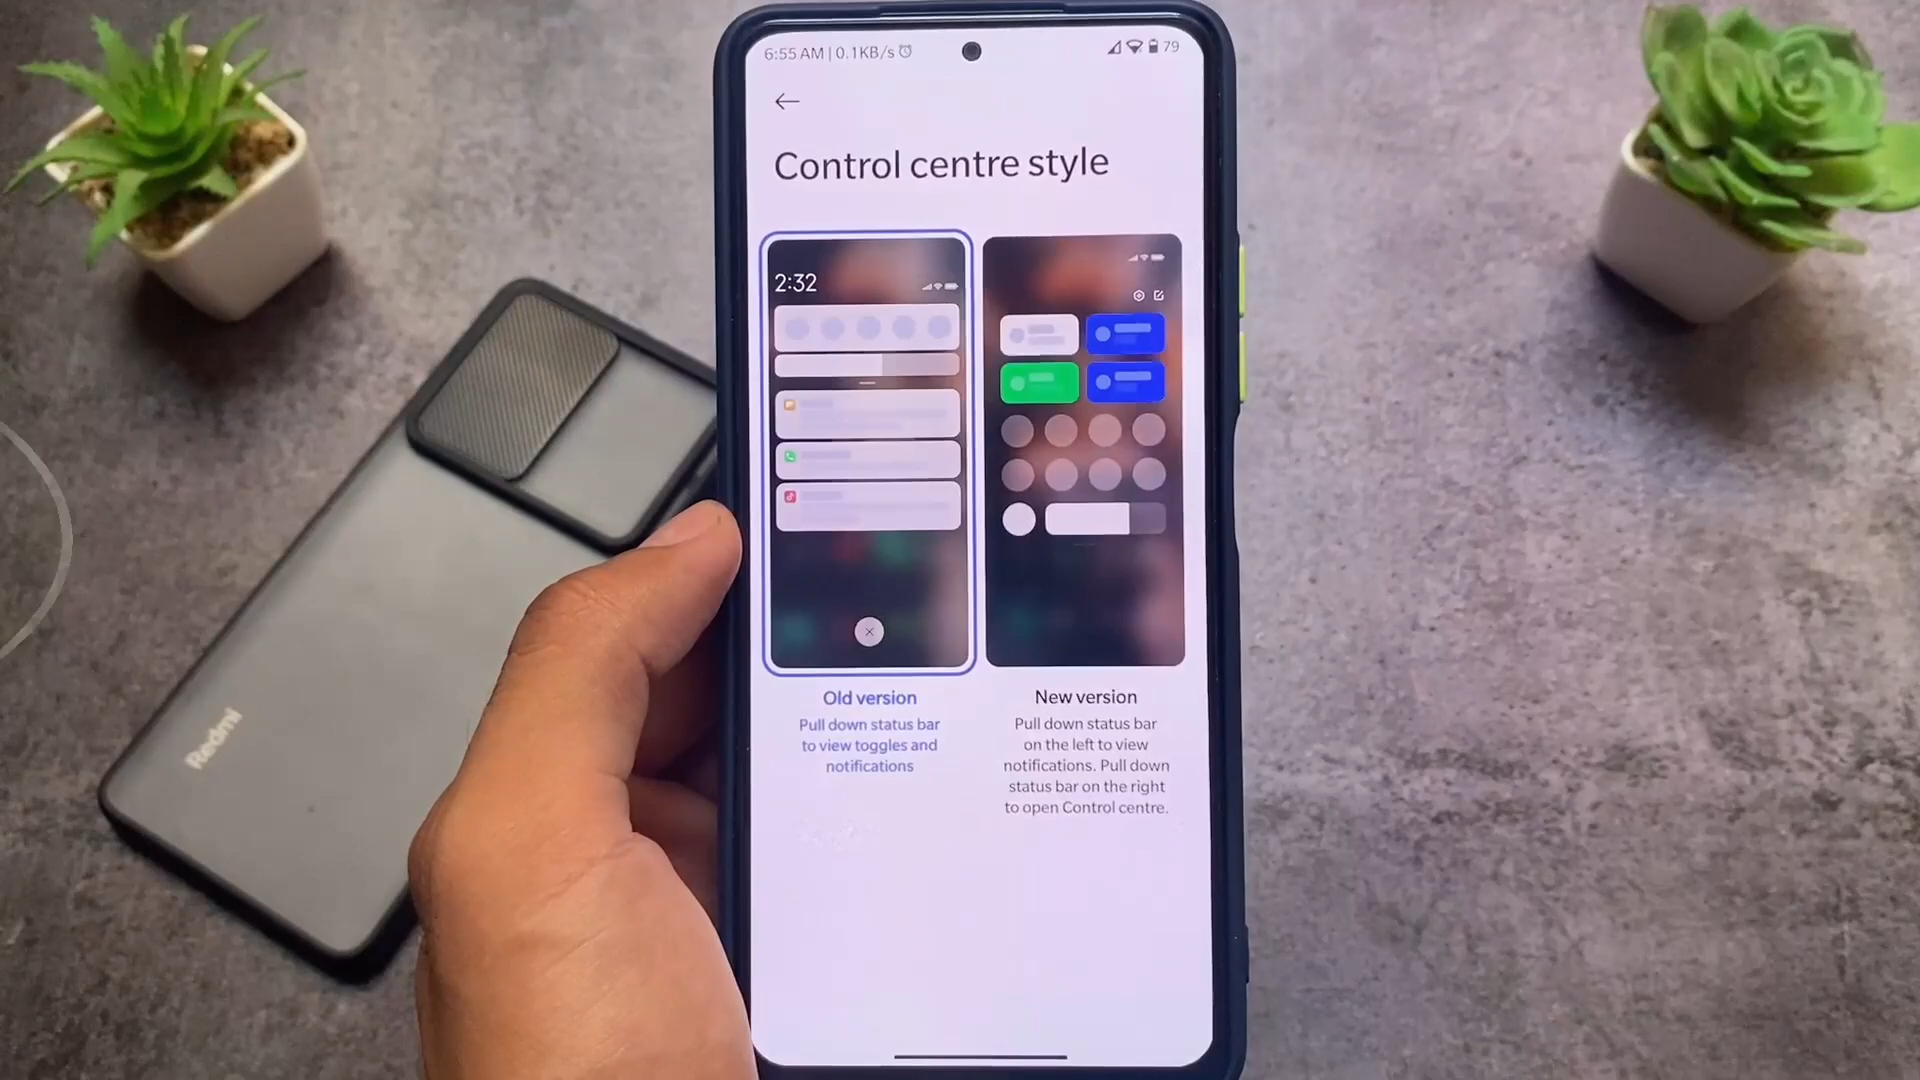 6:55 AM | 0.1KB/s
79
Control centre style
2:32
Old version
Pull down status bar
to view toggles and
notifications
New version
Pull down status bar
on the left to view
notifications. Pull down
status bar on the right
to open Control centre.
Redmi